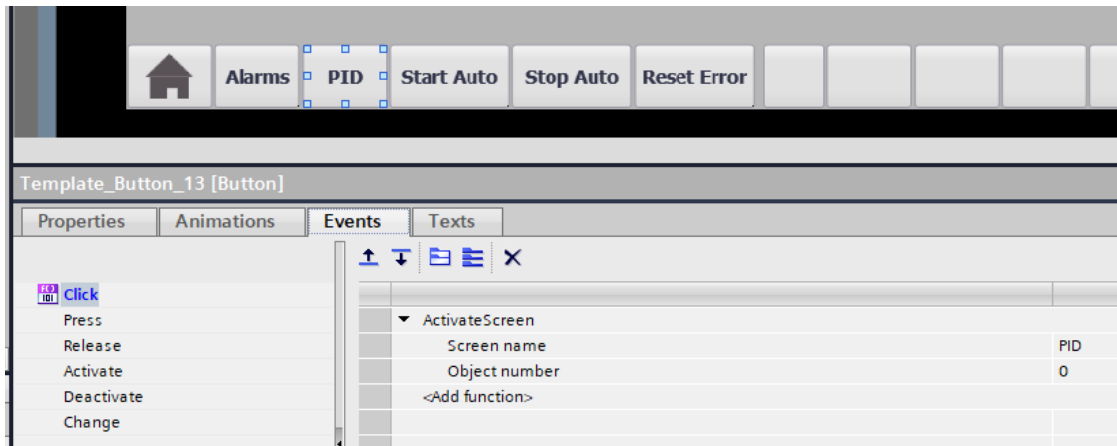 Alarms PID Start Auto Stop Auto Reset Error
Template_Button_13 [Button]
Properties Animations Events Texts
Click
Press
Release
Activate
Deactivate
Change
ActivateScreen
Screen name PID
Object number 0
<Add function>